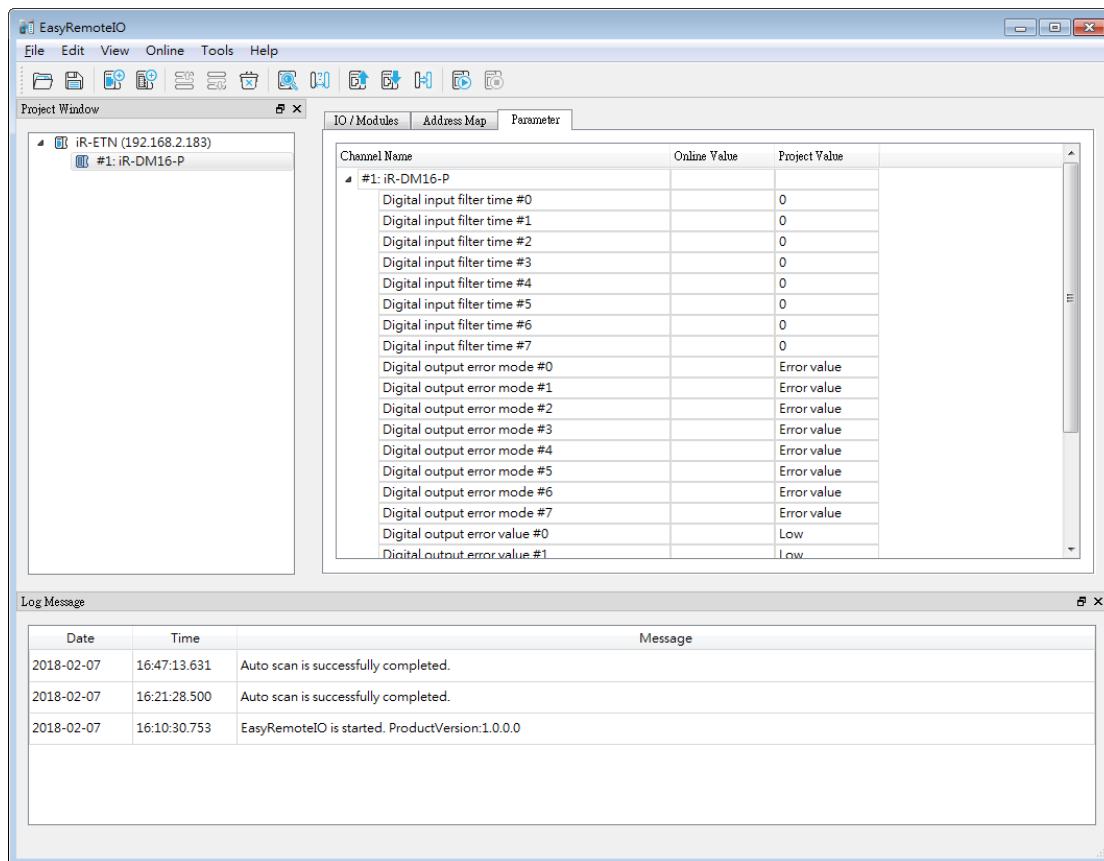 EasyRemoteIO
File Edit View Online Tools Help
Project Window
iR-ETN (192.168.2.183)
#1: iR-DM16-P
IO / Modules Address Map Parameter
Channel Name Online Value Project Value
#1: iR-DM16-P
Digital input filter time #0 0
Digital input filter time #1 0
Digital input filter time #2 0
Digital input filter time #3 0
Digital input filter time #4 0
Digital input filter time #5 0
Digital input filter time #6 0
Digital input filter time #7 0
Digital output error mode #0 Error value
Digital output error mode #1 Error value
Digital output error mode #2 Error value
Digital output error mode #3 Error value
Digital output error mode #4 Error value
Digital output error mode #5 Error value
Digital output error mode #6 Error value
Digital output error mode #7 Error value
Digital output error value #0 Low
Digital output error value #1 Low
Log Message
Date Time Message
2018-02-07 16:47:13.631 Auto scan is successfully completed.
2018-02-07 16:21:28.500 Auto scan is successfully completed.
2018-02-07 16:10:30.753 EasyRemoteIO is started. ProductVersion:1.0.0.0